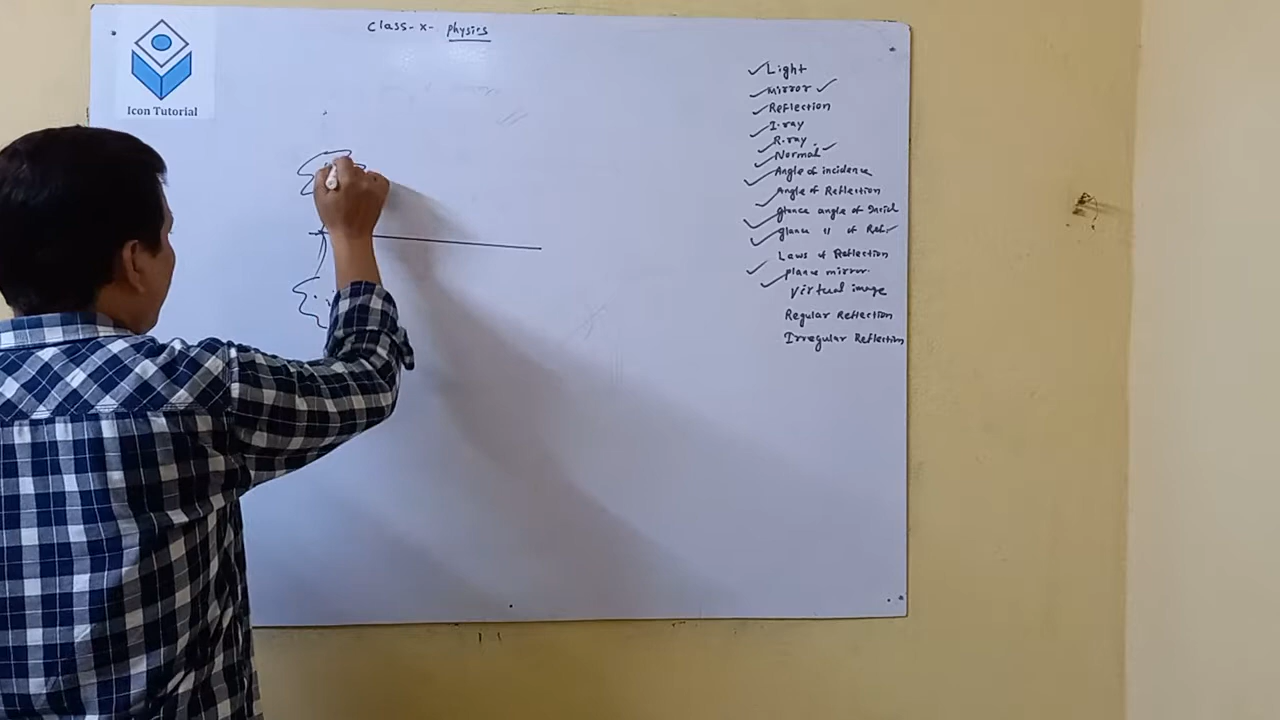 Class-X- Physics
Icon Tutorial
Light
Mirror
Reflection
I.ray
R.ray
Normal
Angle of incidence
Angle of Reflection
glance angle of Incid
glance " of Refl
Laws of Reflection
plane mirror.
Virtual image
Regular Reflection
Irregular Reflection